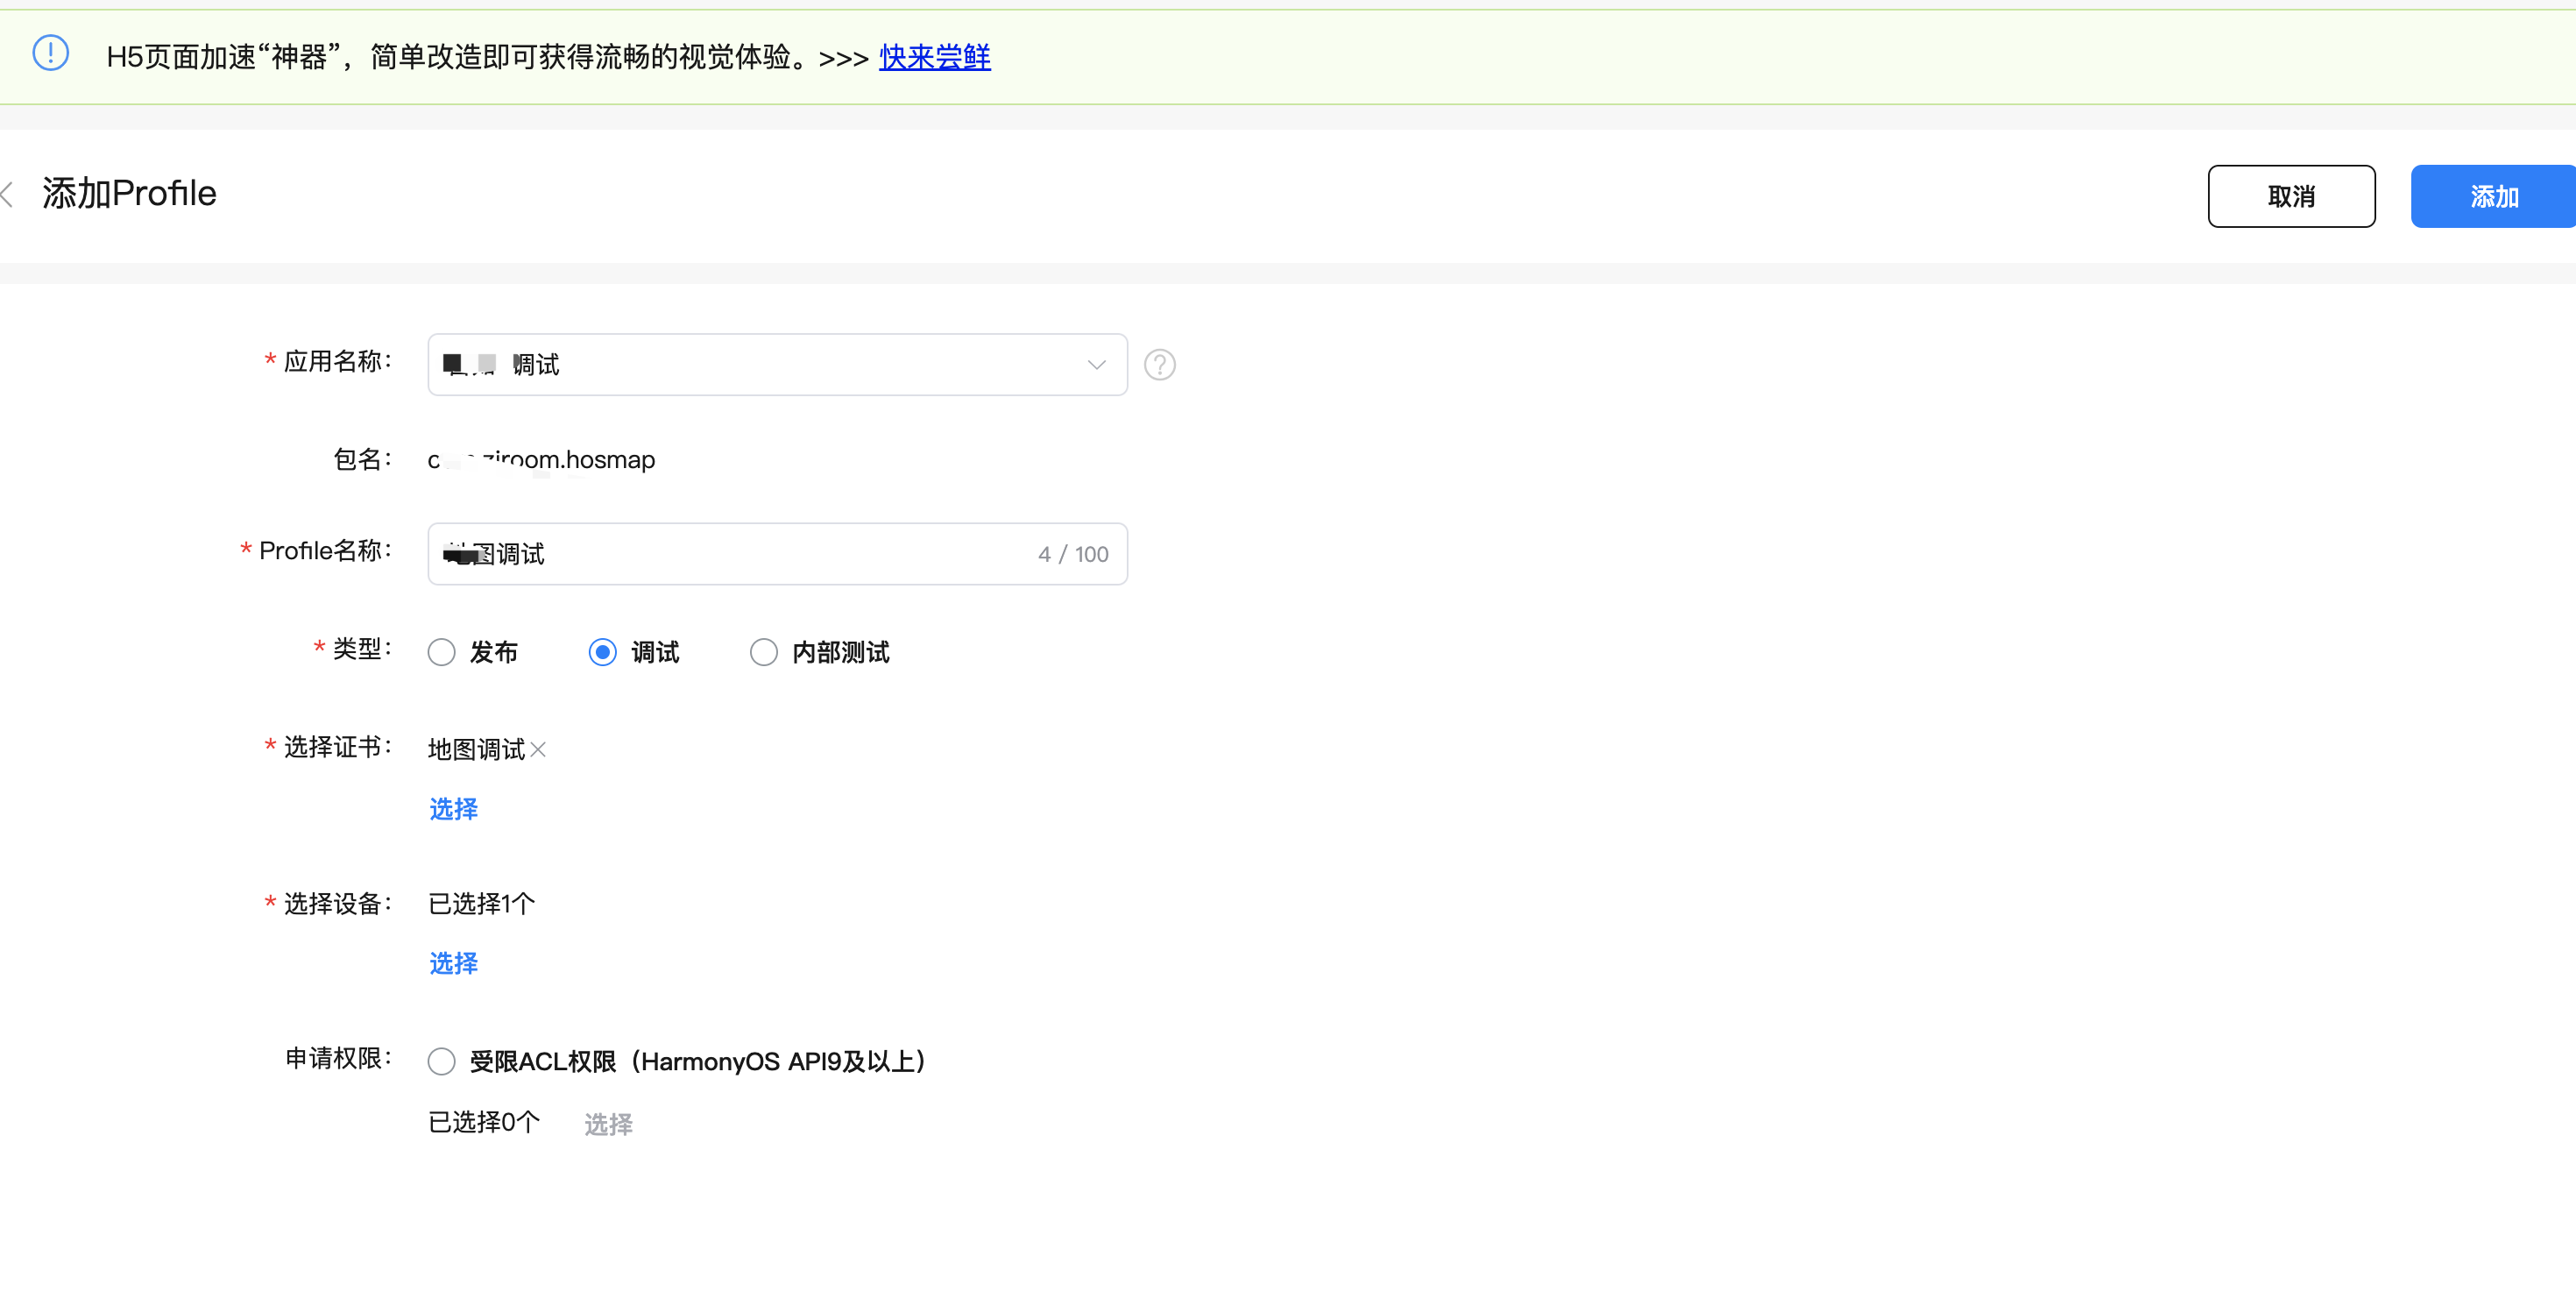 H5页面加速“神器”，简单改造即可获得流畅的视觉体验。>>> 快来尝鲜
添加Profile
取消
添加
* 应用名称：
调试
包名：
ziroom.hosmap
* Profile名称：
地图调试
4 / 100
* 类型：
发布
调试
内部测试
* 选择证书：
地图调试
选择
* 选择设备：
已选择1个
选择
申请权限：
受限ACL权限（HarmonyOS API9及以上）
已选择0个
选择